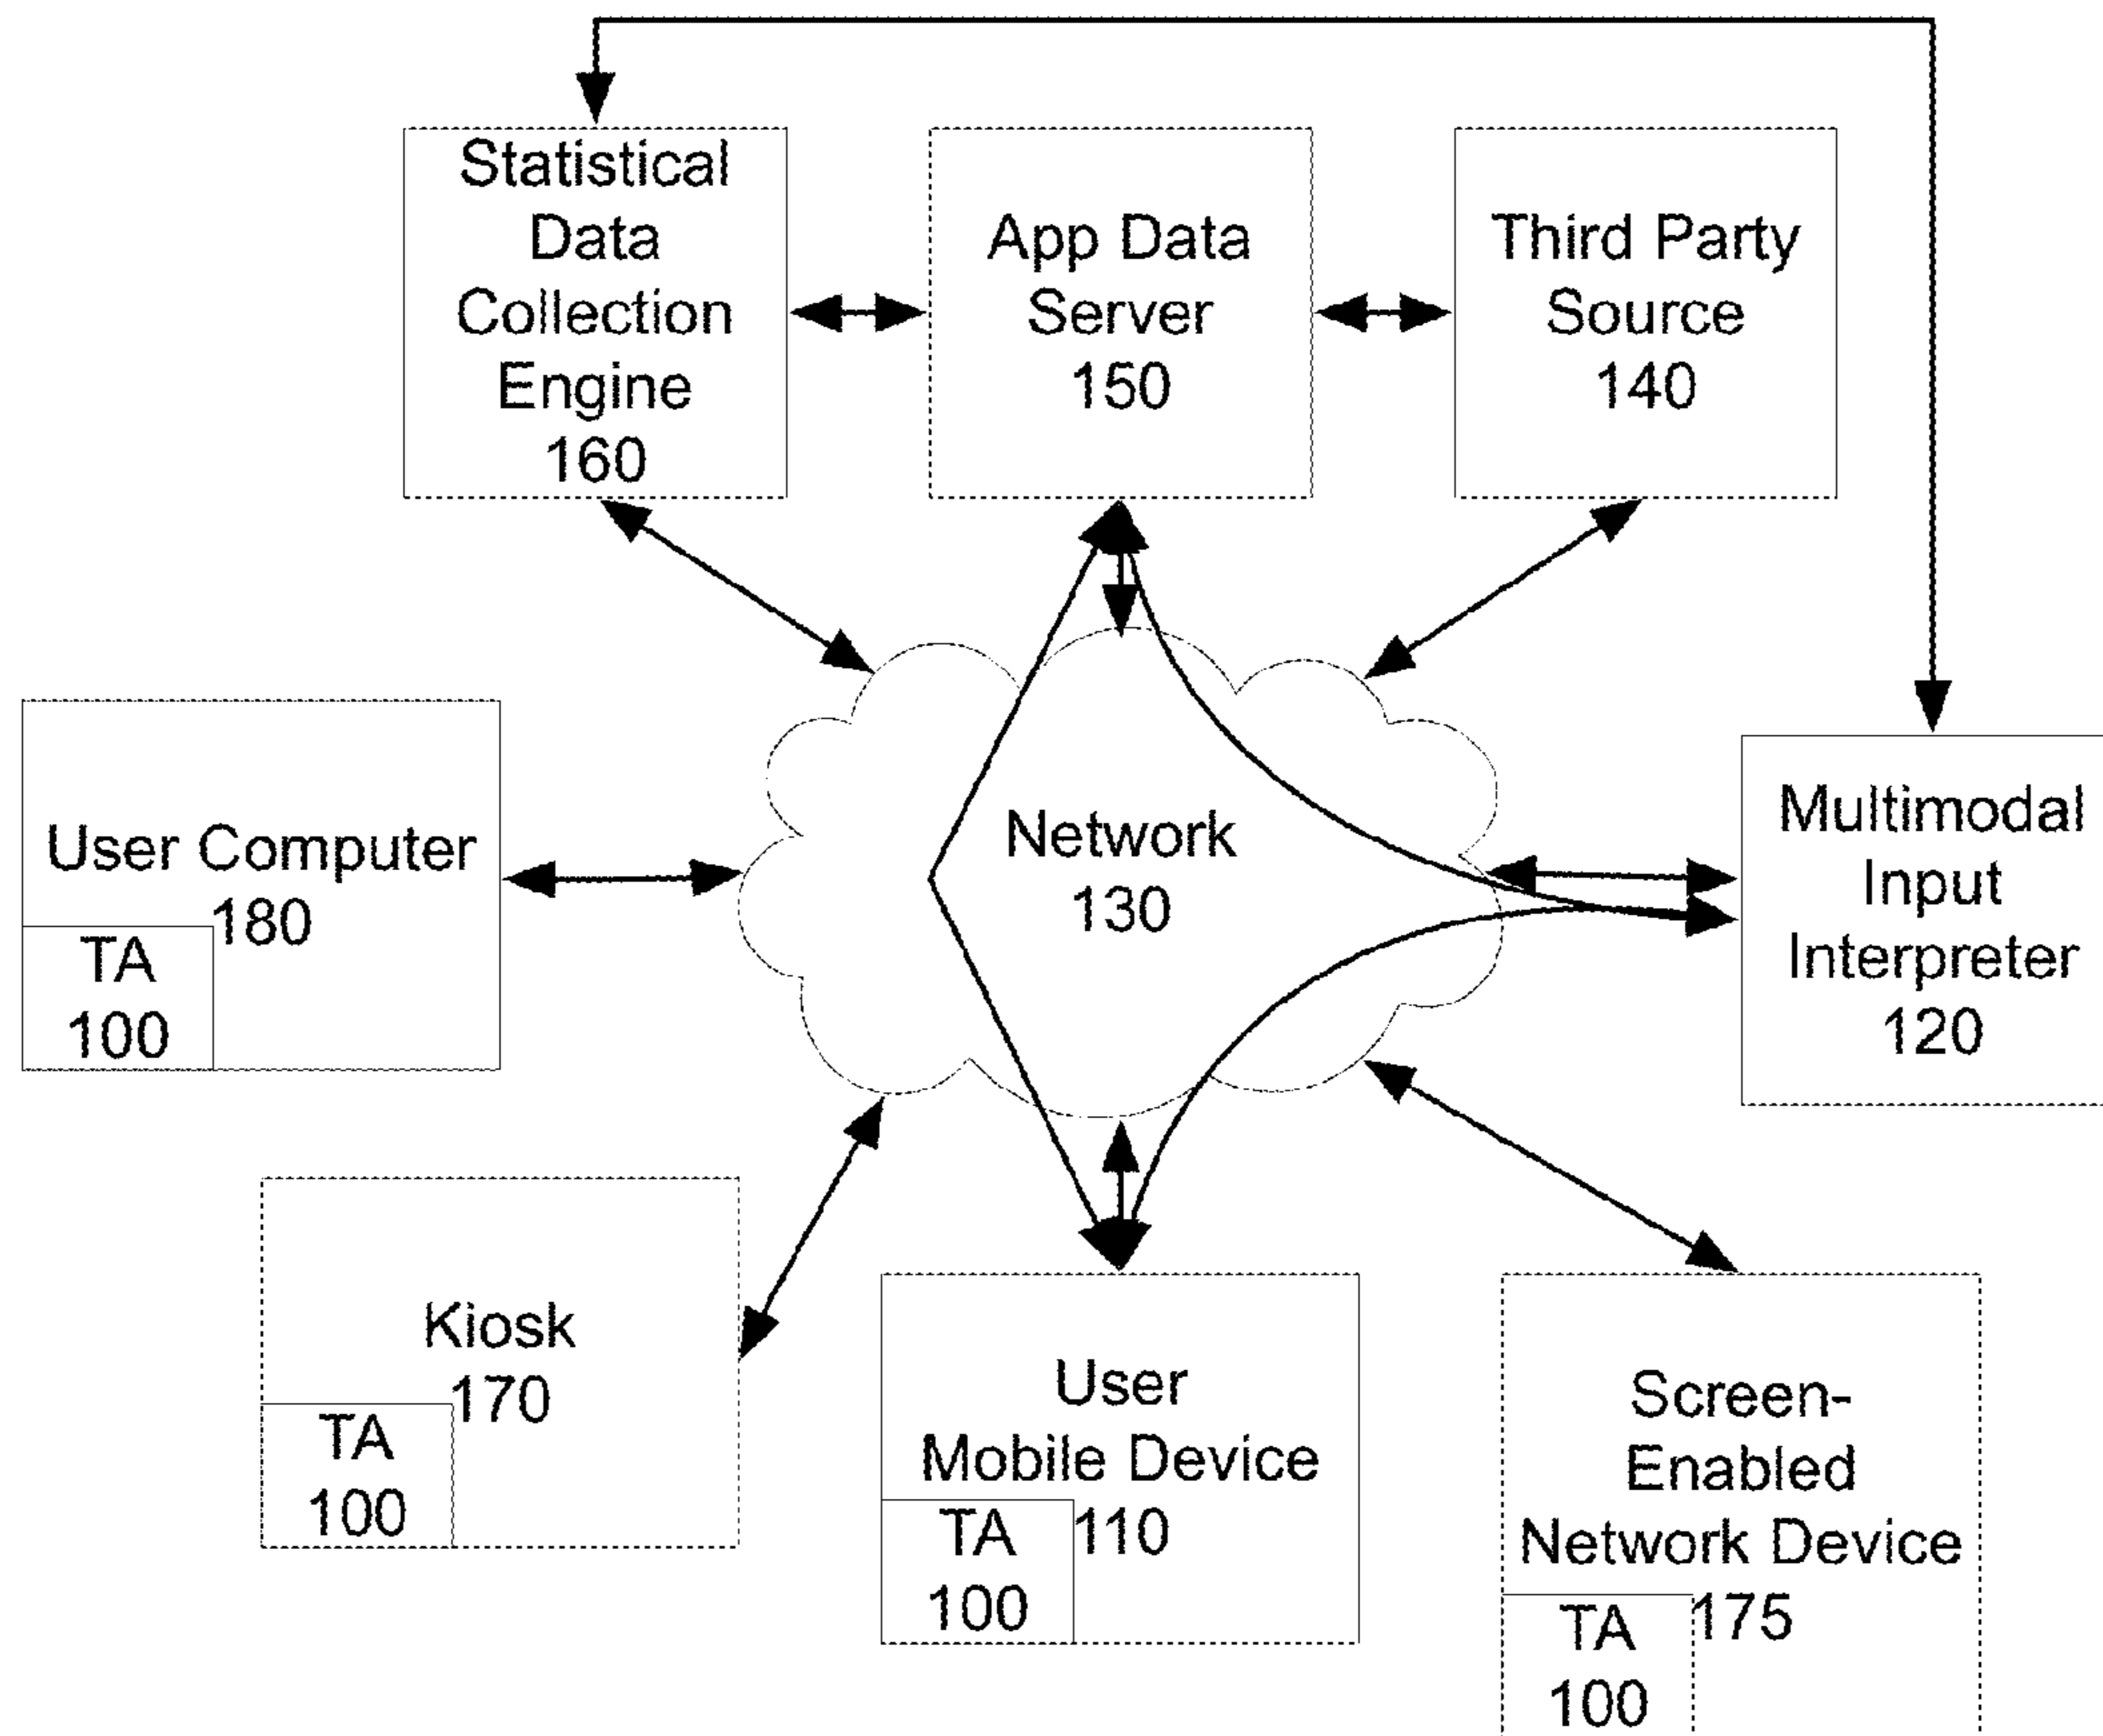 Statistical
Data
Collection
Engine
160
App Data
Server
150
Third Party
Source
140
User Computer
180
TA
100
Network
130
Multimodal
Input
Interpreter
120
Kiosk
170
TA
100
User
Mobile Device
110
TA
100
Screen-
Enabled
Network Device
175
TA
100